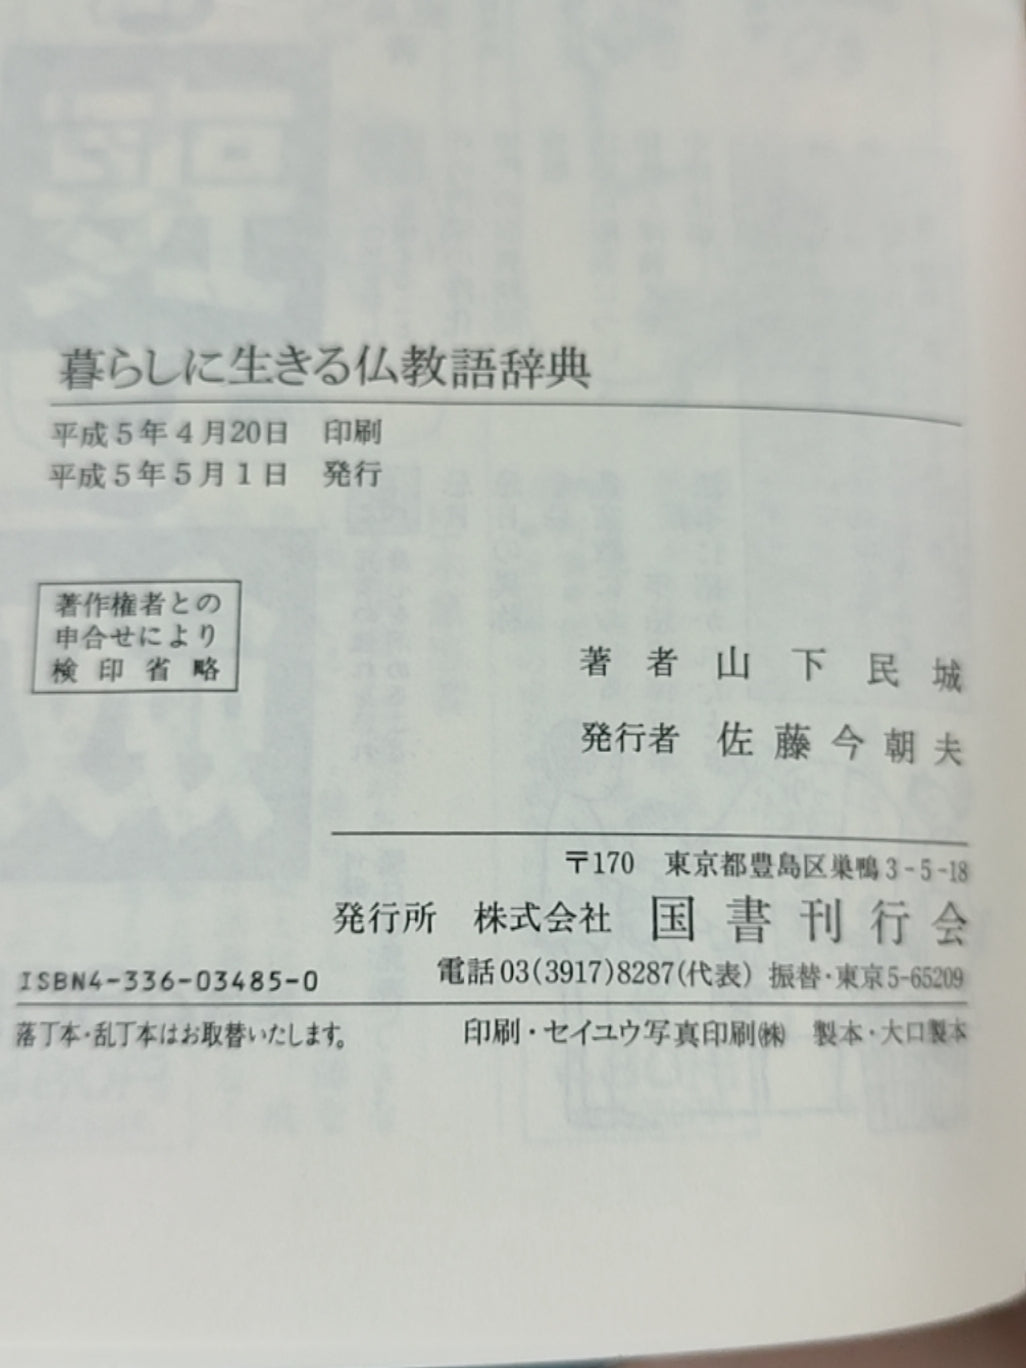 暮らしに生きる仏教語辞典
平成5年4月20日 印刷
平成5年5月1日 発行
著作権者との
申合せにより
検印省略
著者 山下民城
発行者 佐藤今朝夫
〒170 東京都豊島区巣鴨3-5-18
発行所 株式会社 国書刊行会
ISBN4-336-03485-0
電話03(3917)8287(代表) 振替・東京5-65209
落丁本・乱丁本はお取替いたします。
印刷・セイユウ写真印刷㈱ 製本・大口製本